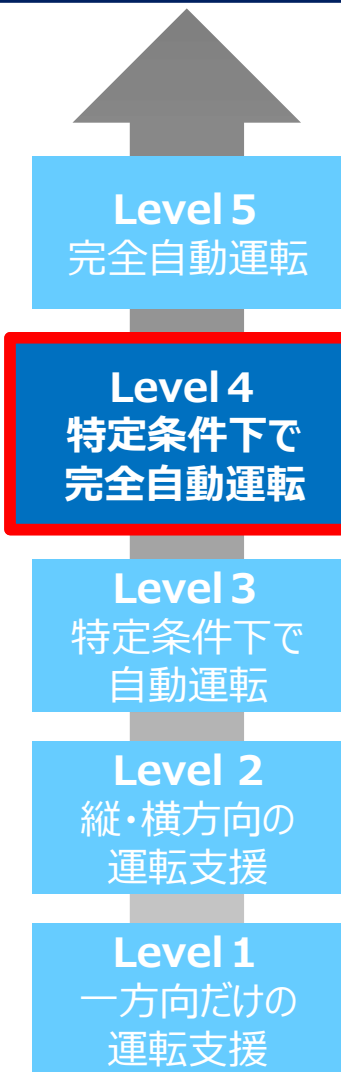 Level 5
完全自動運転
Level 4
特定条件下で
完全自動運転
Level 3
特定条件下で
自動運転
Level 2
縦・横方向の
運転支援
Level 1
一方向だけの
運転支援